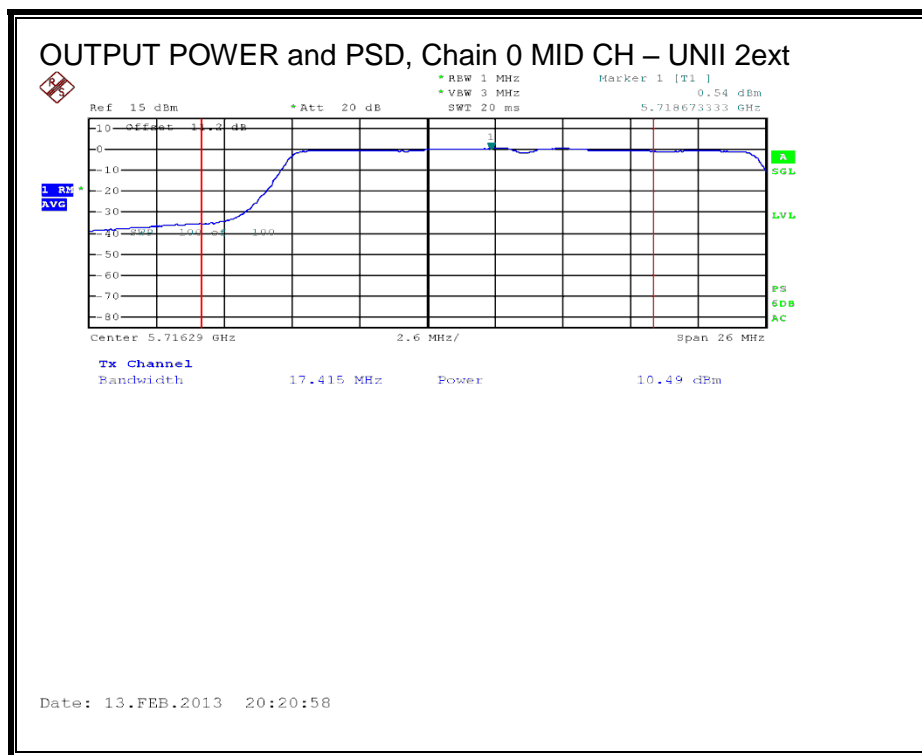 OUTPUT POWER and PSD, Chain 0 MID CH – UNII 2ext
R S
* RBW 1 MHz Marker 1 [T1 ]
* VBW 3 MHz 0.54 dBm
Ref 15 dBm * Att 20 dB SWT 20 ms 5.718673333 GHz
10 Offset 11.2 dB
1
0
A
-10
SGL
1 RM * -20
AVG
-30
LVL
-40 SWP 100 of 100
-50
-60
-70
PS
6DB
-80
AC
Center 5.71629 GHz 2.6 MHz/ Span 26 MHz
Tx Channel
Bandwidth 17.415 MHz Power 10.49 dBm
Date: 13.FEB.2013 20:20:58